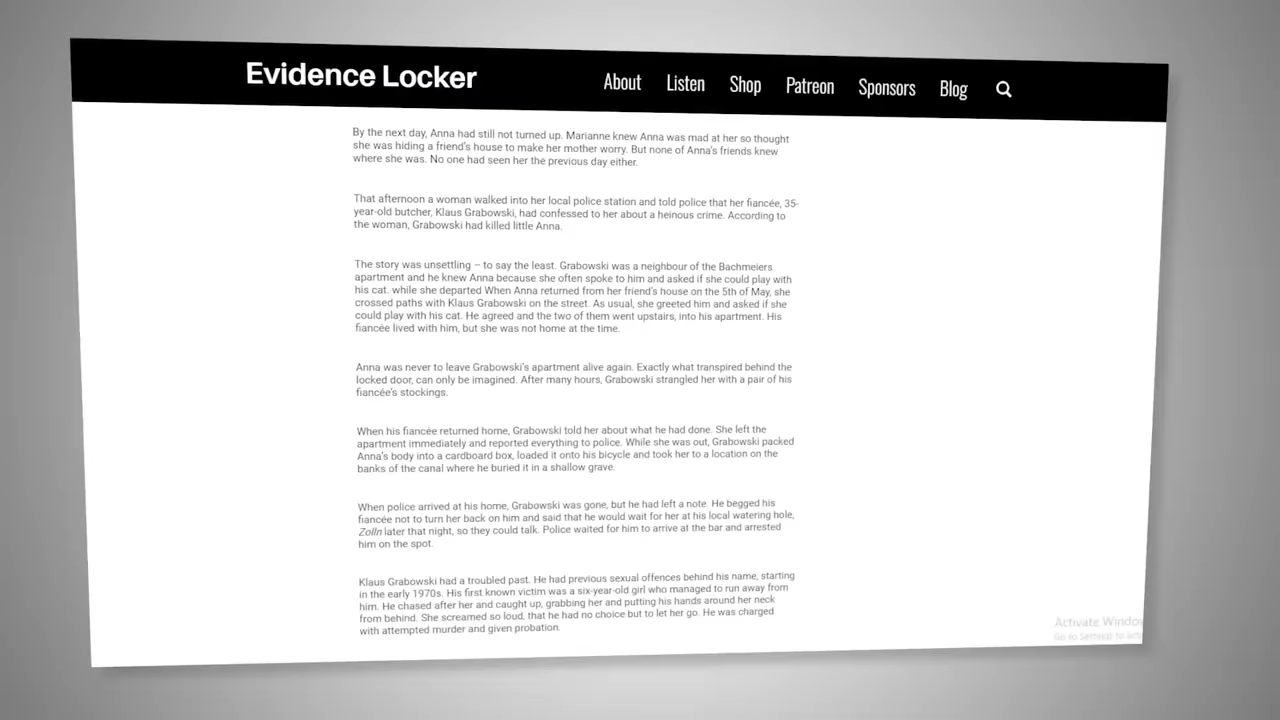 Evidence Locker
About Listen Shop Patreon Sponsors Blog
By the next day, Anna had still not turned up. Marianne knew Anna was mad at her so thought
she was hiding a friend's house to make her mother worry. But none of Anna's friends knew
where she was. No one had seen her the previous day either.
That afternoon a woman walked into her local police station and told police that her fiancée, 35-
year-old butcher, Klaus Grabowski, had confessed to her about a heinous crime. According to
the woman, Grabowski had killed little Anna.
The story was unsettling – to say the least. Grabowski was a neighbour of the Bachmeiers
apartment and he knew Anna because she often spoke to him and asked if she could play with
his cat. while she departed When Anna returned from her friend's house on the 5th of May, she
crossed paths with Klaus Grabowski on the street. As usual, she greeted him and asked if she
could play with his cat. He agreed and the two of them went upstairs, into his apartment. His
fiancée lived with him, but she was not home at the time.
Anna was never to leave Grabowski's apartment alive again. Exactly what transpired behind the
locked door, can only be imagined. After many hours, Grabowski strangled her with a pair of his
fiancée's stockings.
When his fiancée returned home, Grabowski told her about what he had done. She left the
apartment immediately and reported everything to police. While she was out, Grabowski packed
Anna's body into a cardboard box, loaded it onto his bicycle and took her to a location on the
banks of the canal where he buried it in a shallow grave.
When police arrived at his home, Grabowski was gone, but he had left a note. He begged his
fiancée not to turn her back on him and said that he would wait for her at his local watering hole,
Zolln later that night, so they could talk. Police waited for him to arrive at the bar and arrested
him on the spot.
Klaus Grabowski had a troubled past. He had previous sexual offences behind his name, starting
in the early 1970s. His first known victim was a six-year-old girl who managed to run away from
him. He chased after her and caught up, grabbing her and putting his hands around her neck
from behind. She screamed so loud, that he had no choice but to let her go. He was charged
with attempted murder and given probation.
Activate Windo
Go to Settings to